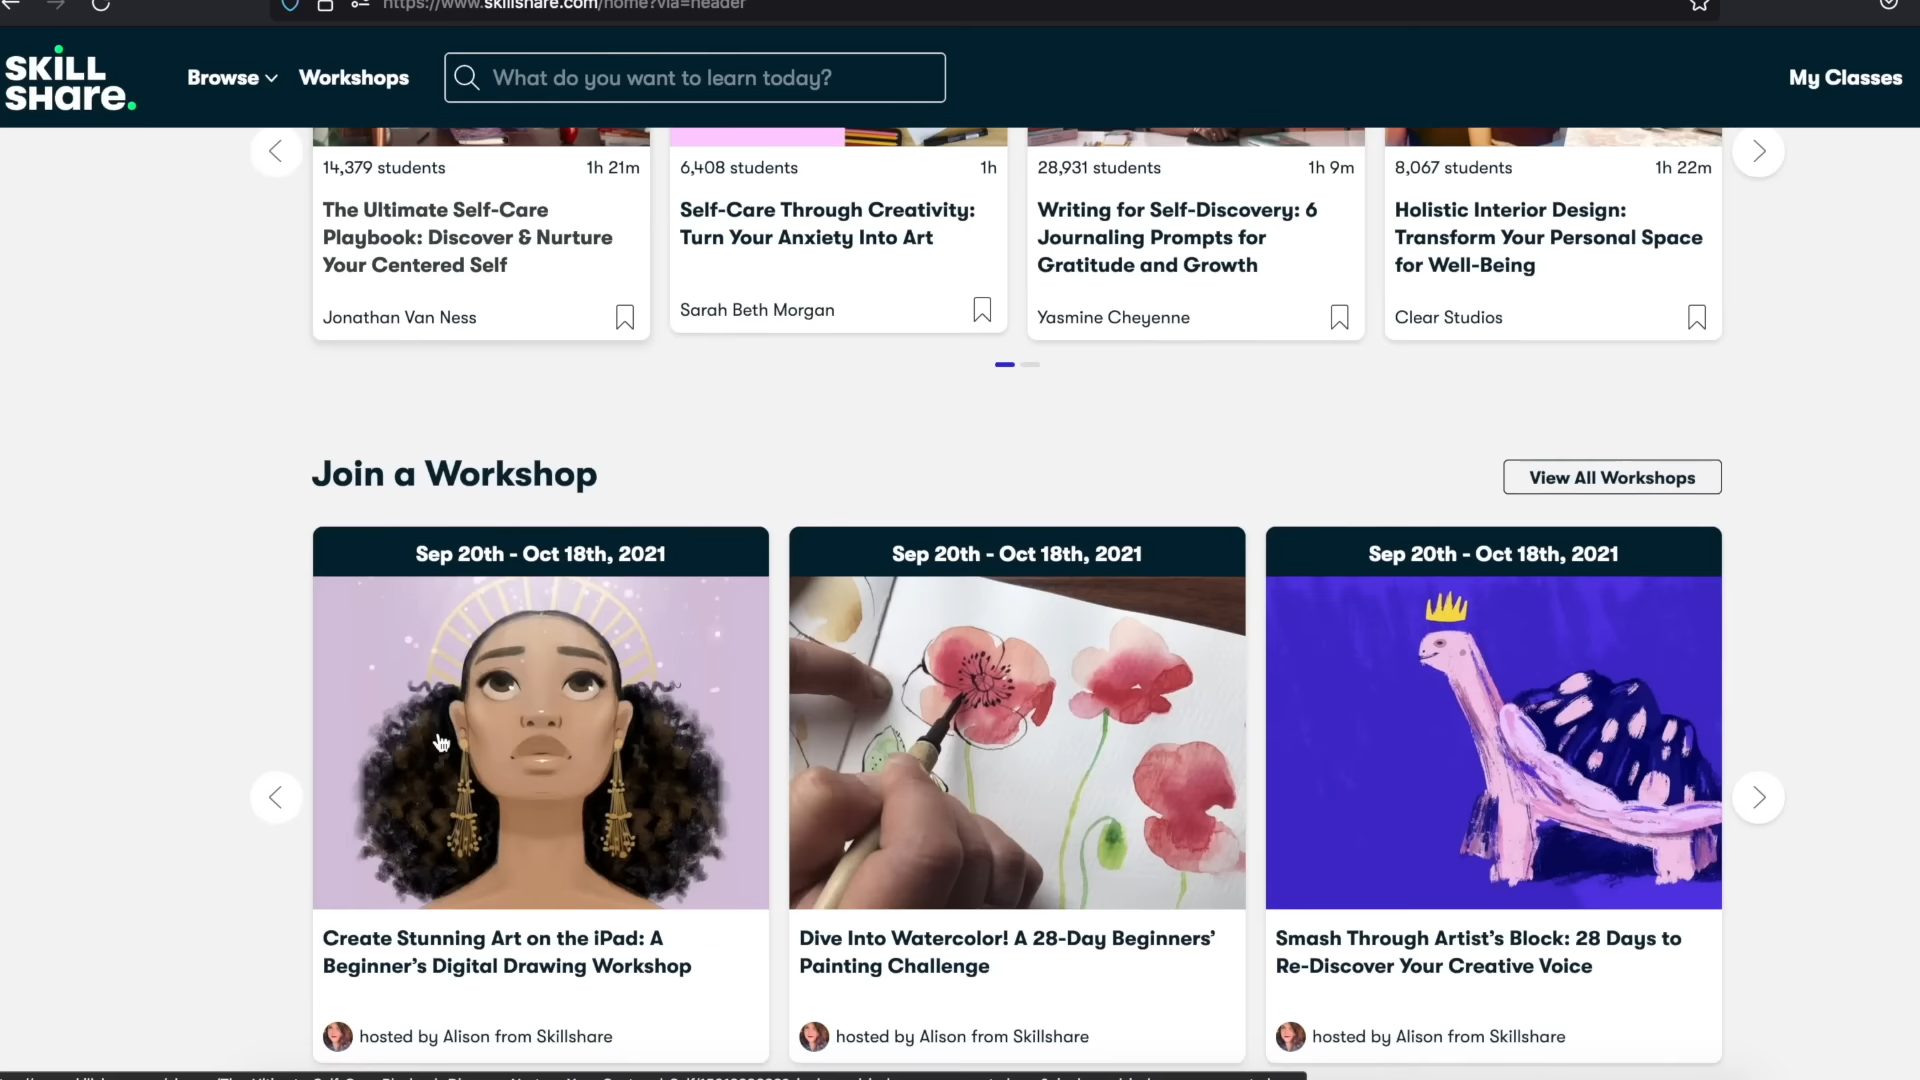 https://www.skillshare.com/home?via=header
SKILL
SHare.
Browse
Workshops
What do you want to learn today?
My Classes
14,379 students
1h 21m
The Ultimate Self-Care
Playbook: Discover & Nurture
Your Centered Self
Jonathan Van Ness
6,408 students
1h
Self-Care Through Creativity:
Turn Your Anxiety Into Art
Sarah Beth Morgan
28,931 students
1h 9m
Writing for Self-Discovery: 6
Journaling Prompts for
Gratitude and Growth
Yasmine Cheyenne
8,067 students
1h 22m
Holistic Interior Design:
Transform Your Personal Space
for Well-Being
Clear Studios
Join a Workshop
View All Workshops
Sep 20th - Oct 18th, 2021
Create Stunning Art on the iPad: A
Beginner's Digital Drawing Workshop
hosted by Alison from Skillshare
Sep 20th - Oct 18th, 2021
Dive Into Watercolor! A 28-Day Beginners'
Painting Challenge
hosted by Alison from Skillshare
Sep 20th - Oct 18th, 2021
Smash Through Artist's Block: 28 Days to
Re-Discover Your Creative Voice
hosted by Alison from Skillshare